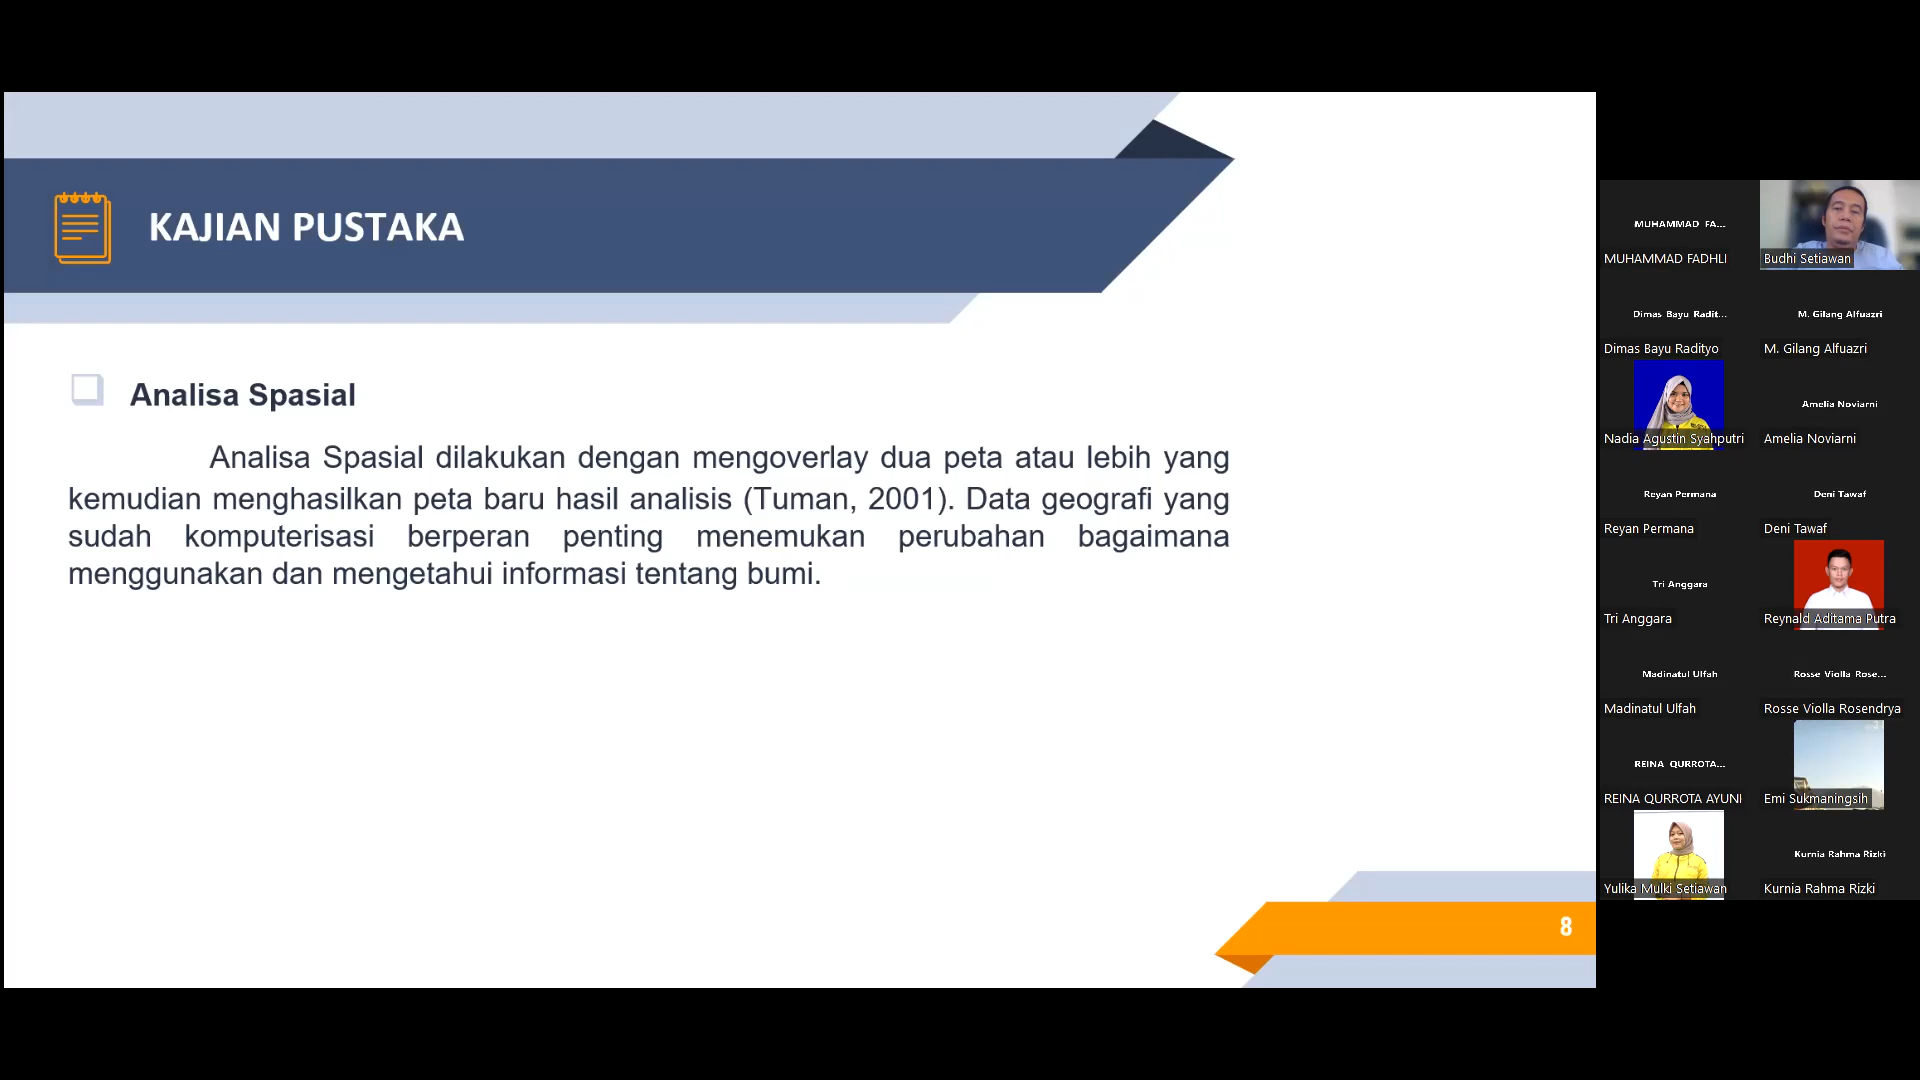 KAJIAN PUSTAKA
Analisa Spasial
Analisa Spasial dilakukan dengan mengoverlay dua peta atau lebih yang
kemudian menghasilkan peta baru hasil analisis (Tuman, 2001). Data geografi yang
sudah komputerisasi berperan penting menemukan perubahan bagaimana
menggunakan dan mengetahui informasi tentang bumi.
8
MUHAMMAD FA...
MUHAMMAD FADHLI
Budhi Setiawan
Dimas Bayu Radit...
Dimas Bayu Radityo
M. Gilang Alfuazri
M. Gilang Alfuazri
Nadia Agustin Syahputri
Amelia Noviarni
Amelia Noviarni
Reyan Permana
Reyan Permana
Deni Tawaf
Deni Tawaf
Tri Anggara
Tri Anggara
Reynald Aditama Putra
Madinatul Ulfah
Madinatul Ulfah
Rosse Violla Rose...
Rosse Violla Rosendrya
REINA QURROTA...
REINA QURROTA AYUNI
Emi Sukmaningsih
Yulika Mulki Setiawan
Kurnia Rahma Rizki
Kurnia Rahma Rizki